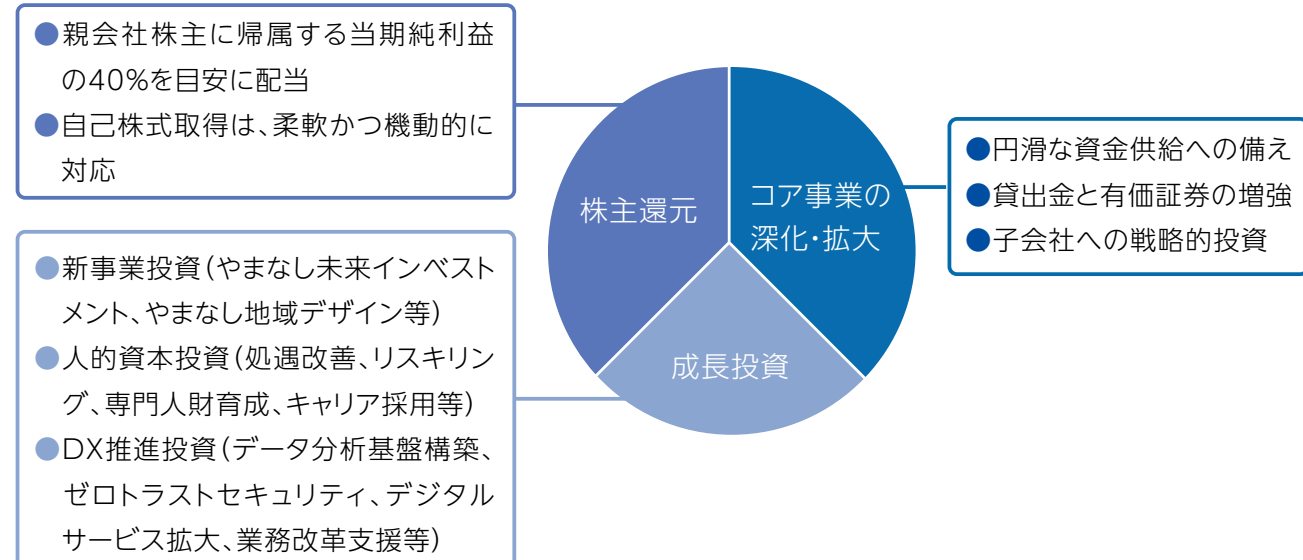 ●親会社株主に帰属する当期純利益
の40%を目安に配当
●自己株式取得は、柔軟かつ機動的に
対応
●新事業投資(やまなし未来インベスト
メント、やまなし地域デザイン等)
●人的資本投資(処遇改善、リスキリン
グ、専門人財育成、キャリア採用等)
●DX推進投資(データ分析基盤構築、
ゼロトラストセキュリティ、デジタル
サービス拡大、業務改革支援等)
株主還元
コア事業の
深化・拡大
成長投資
●円滑な資金供給への備え
●貸出金と有価証券の増強
●子会社への戦略的投資